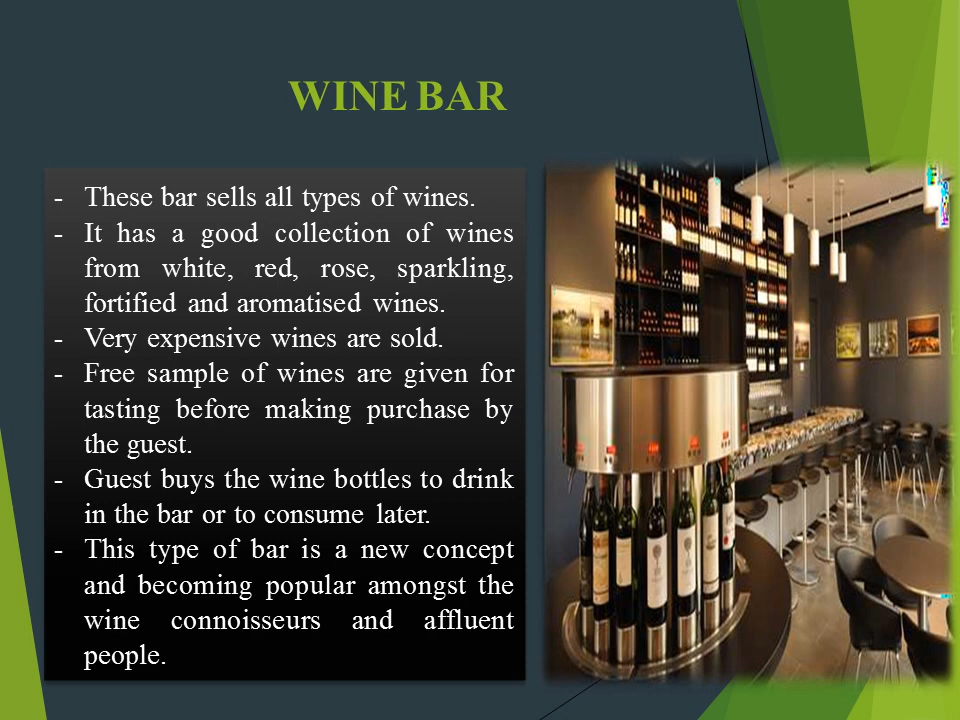 WINE BAR
- These bar sells all types of wines.
- It has a good collection of wines
from white, red, rose, sparkling,
fortified and aromatised wines.
- Very expensive wines are sold.
- Free sample of wines are given for
tasting before making purchase by
the guest.
- Guest buys the wine bottles to drink
in the bar or to consume later.
- This type of bar is a new concept
and becoming popular amongst the
wine connoisseurs and affluent
people.